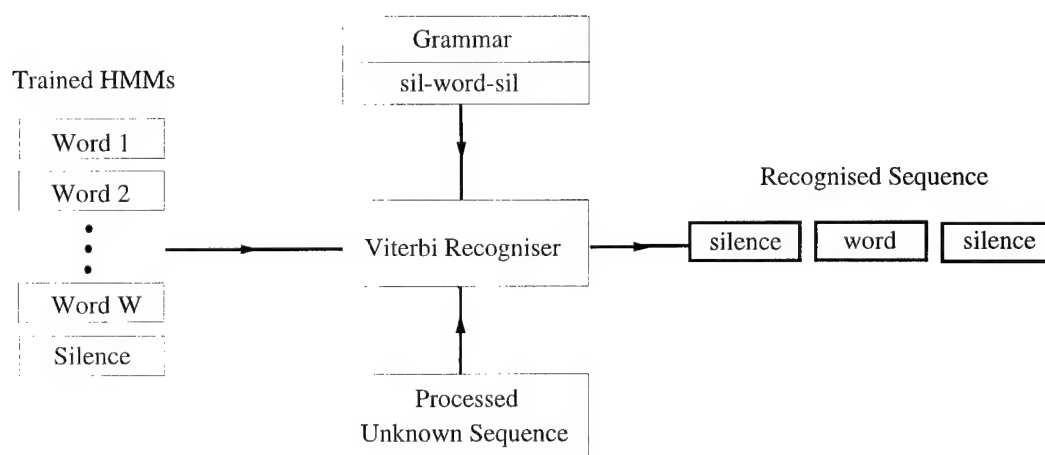 Trained HMMs
Word 1
Word 2
Word W
Silence
Grammar
sil-word-sil
Viterbi Recogniser
Processed
Unknown Sequence
Recognised Sequence
silence
word
silence